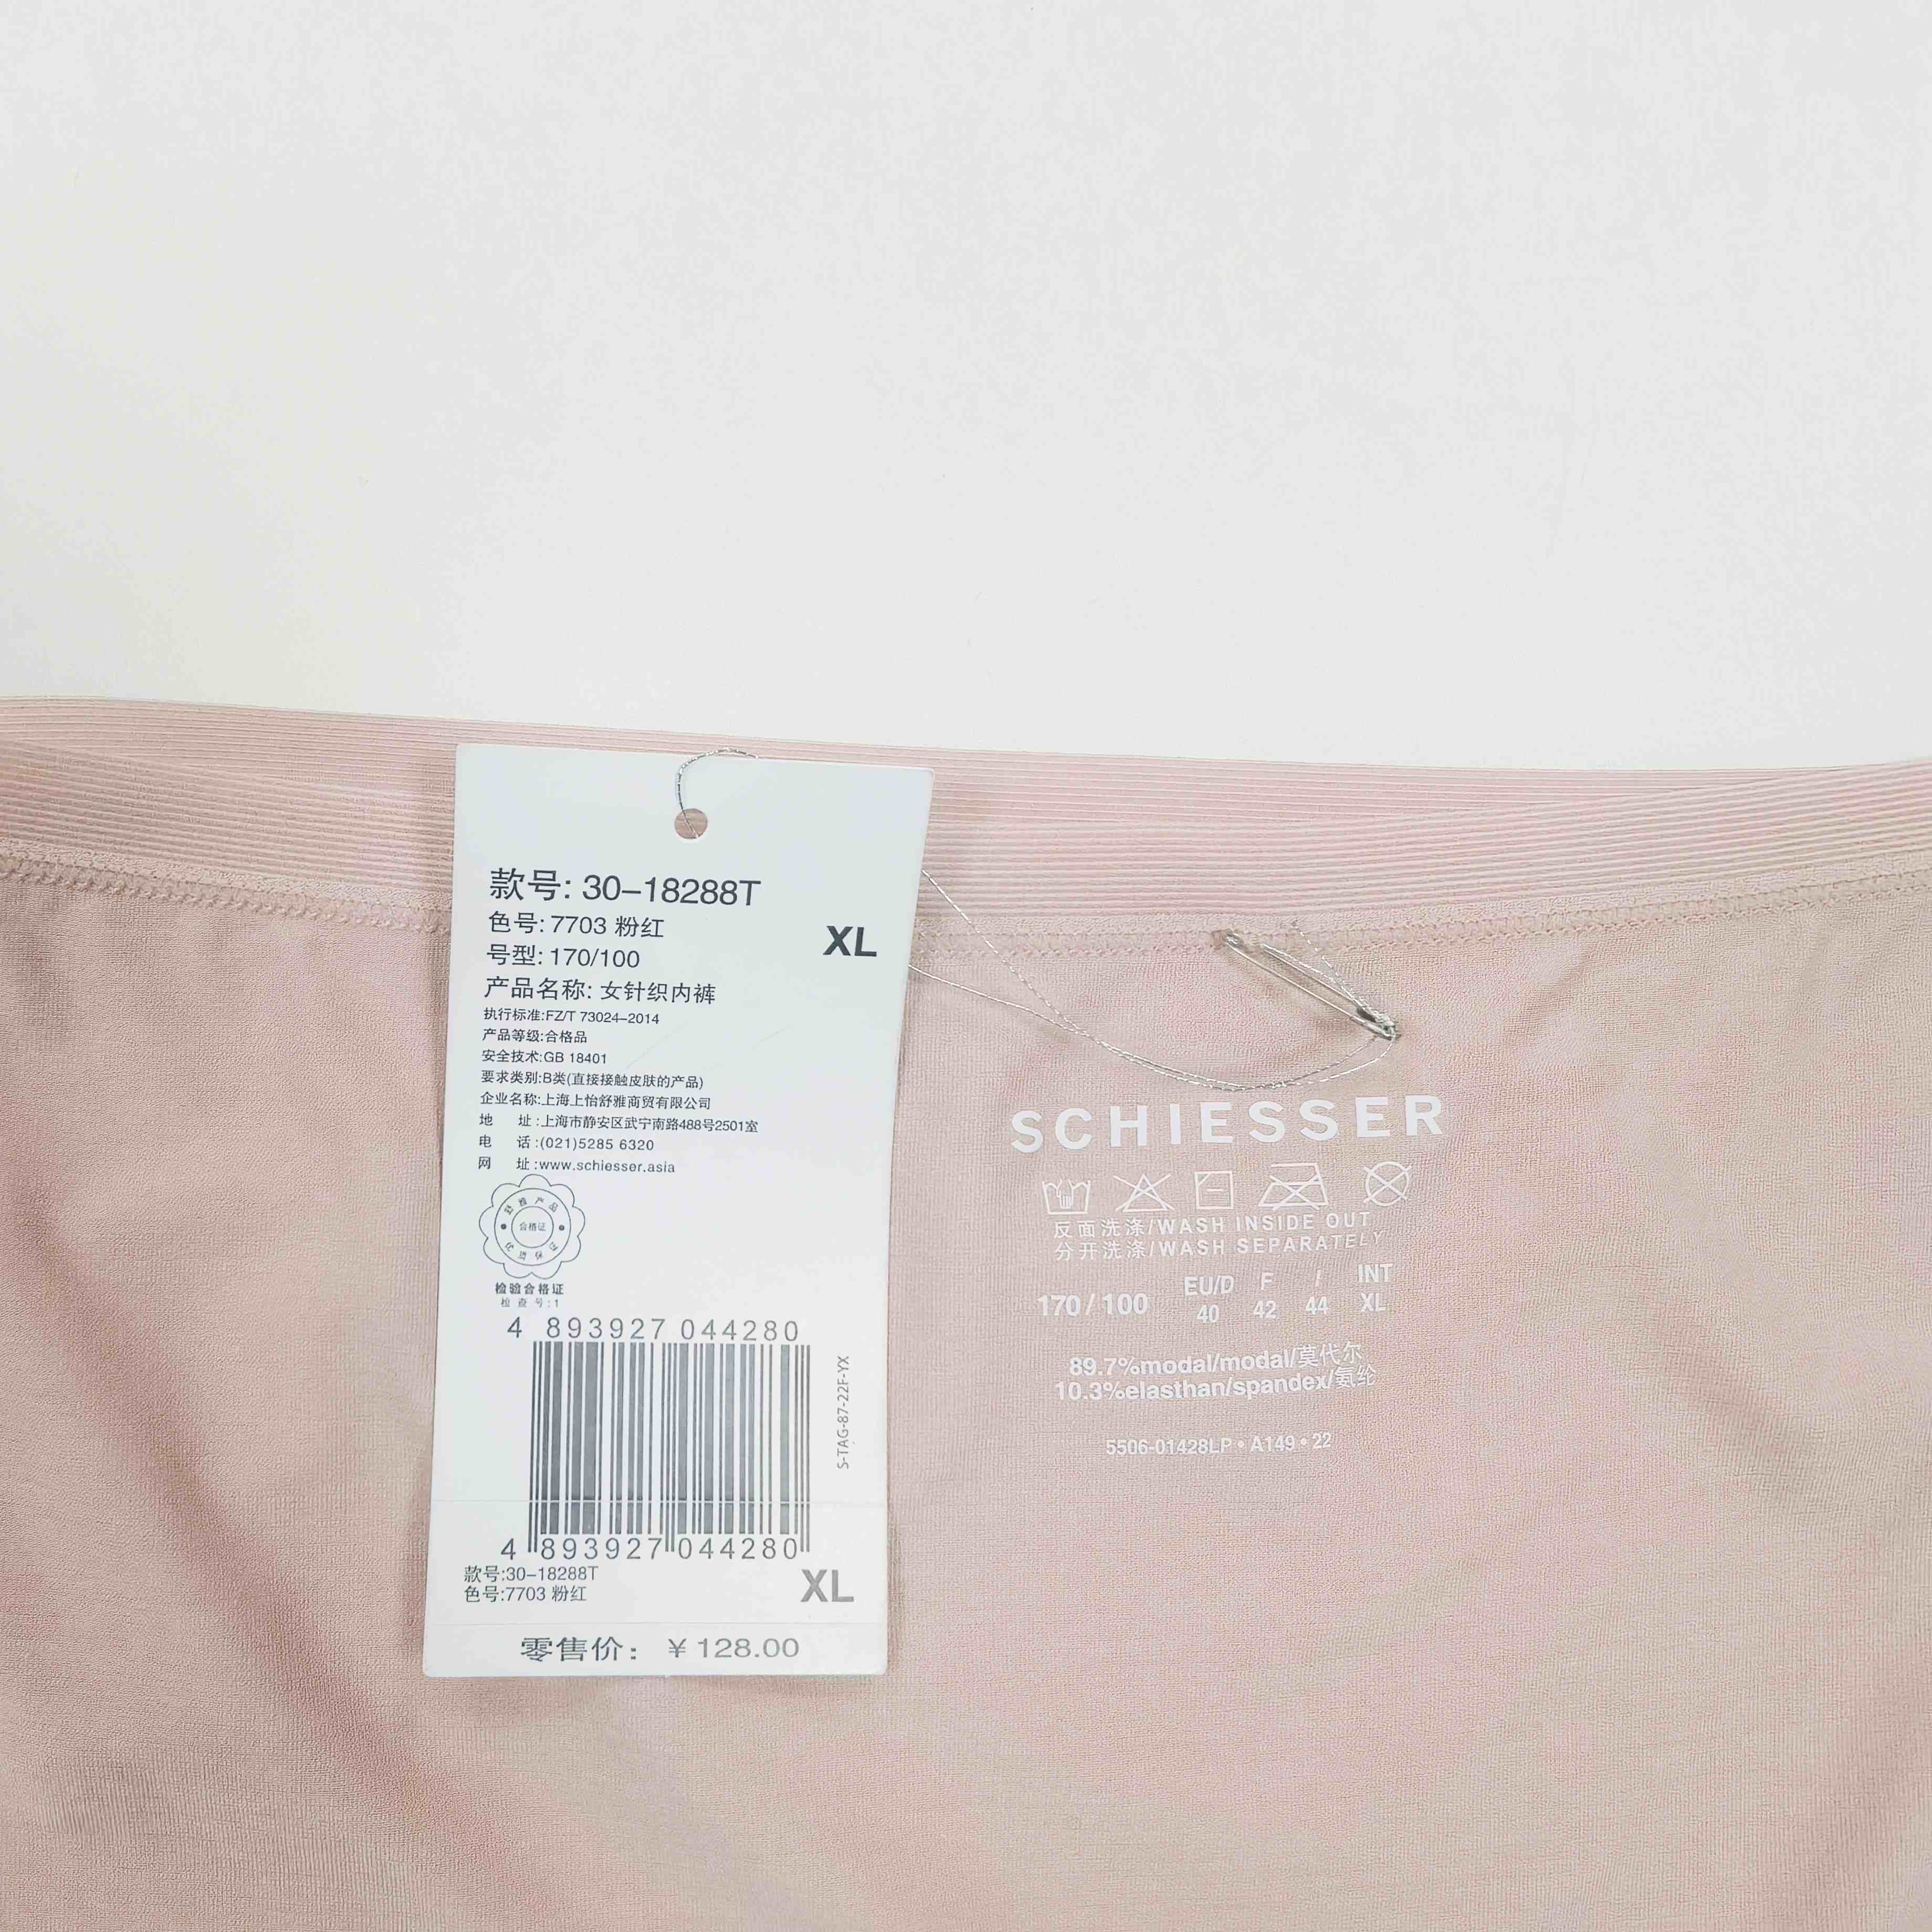 款号: 30-18288T
色号: 7703 粉红
XL
号型: 170/100
产品名称: 女针织内裤
执行标准:FZ/T 73024-2014
产品等级:合格品
安全技术:GB 18401
要求类别:B类(直接接触皮肤的产品)
企业名称:上海上怡舒雅商贸有限公司
地 址:上海市静安区武宁南路488号2501室
电 话:(021)5285 6320
网 址:www.schiesser.asia
合格证
检验合格证
检查号:1
4 893927 044280
S-TAG-87-22F-YX
4 893927 044280
款号:30-18288T
色号:7703 粉红
XL
零售价: ¥ 128.00
SCHIESSER
反面洗涤/WASH INSIDE OUT
分开洗涤/WASH SEPARATELY
EU/D F I INT
170/100 40 42 44 XL
89.7%modal/modal/莫代尔
10.3%elasthan/spandex/氨纶
5506-01428LP • A149 • 22